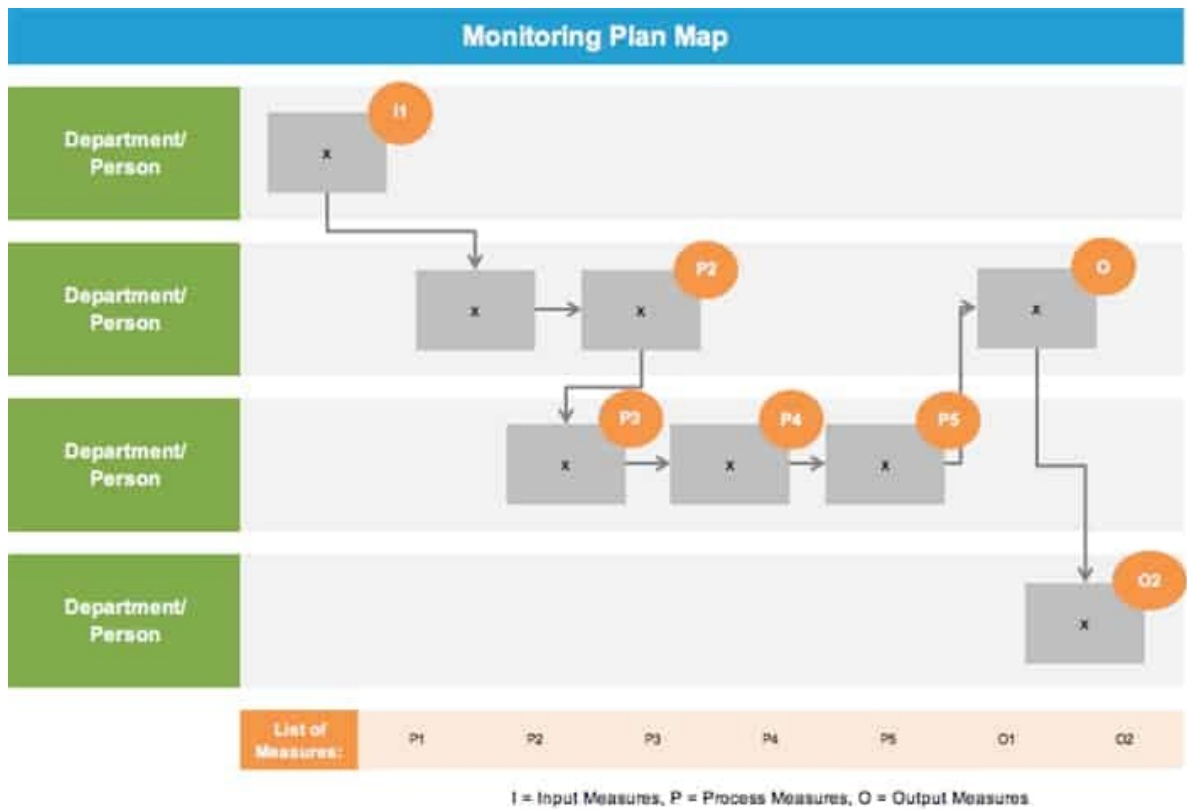 Monitoring Plan Map
Department/
Person
I1
x
Department/
Person
x
x
P2
x
O
Department/
Person
x
P3
x
P4
x
P5
Department/
Person
x
O2
List of
Measures:
P1
P2
P3
P4
P5
O1
O2
I = Input Measures, P = Process Measures, O = Output Measures